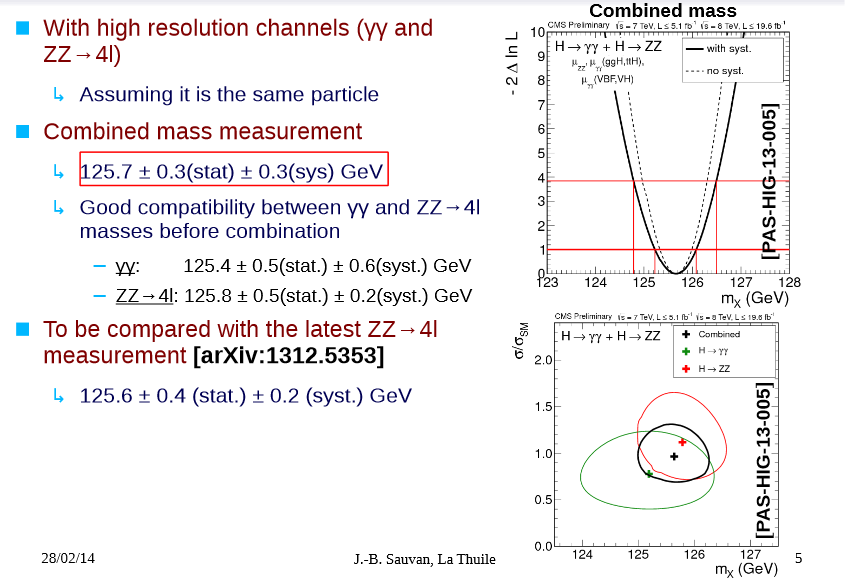 With high resolution channels (γγ and
ZZ→4l)
Assuming it is the same particle
Combined mass measurement
125.7 ± 0.3(stat) ± 0.3(sys) GeV
Good compatibility between γγ and ZZ→4l
masses before combination
– γγ: 125.4 ± 0.5(stat.) ± 0.6(syst.) GeV
– ZZ→4l: 125.8 ± 0.5(stat.) ± 0.2(syst.) GeV
To be compared with the latest ZZ→4l
measurement [arXiv:1312.5353]
125.6 ± 0.4 (stat.) ± 0.2 (syst.) GeV
Combined mass
CMS Preliminary √s = 7 TeV, L ≤ 5.1 fb⁻¹ √s = 8 TeV, L ≤ 19.6 fb⁻¹
- 2 Δ ln L
10
9
8
7
6
5
4
3
2
1
0
H → γγ + H → ZZ
μ_ZZ, μ_γγ (ggH,ttH),
μ_γγ (VBF,VH)
with syst.
no syst.
[PAS-HIG-13-005]
123 124 125 126 127 128
m_X (GeV)
CMS Preliminary √s = 7 TeV, L ≤ 5.1 fb⁻¹ √s = 8 TeV, L ≤ 19.6 fb⁻¹
σ/σ_SM
2.0
1.5
1.0
0.5
0.0
H → γγ + H → ZZ
Combined
H → γγ
H → ZZ
[PAS-HIG-13-005]
124 125 126 127
m_X (GeV)
28/02/14
J.-B. Sauvan, La Thuile
5